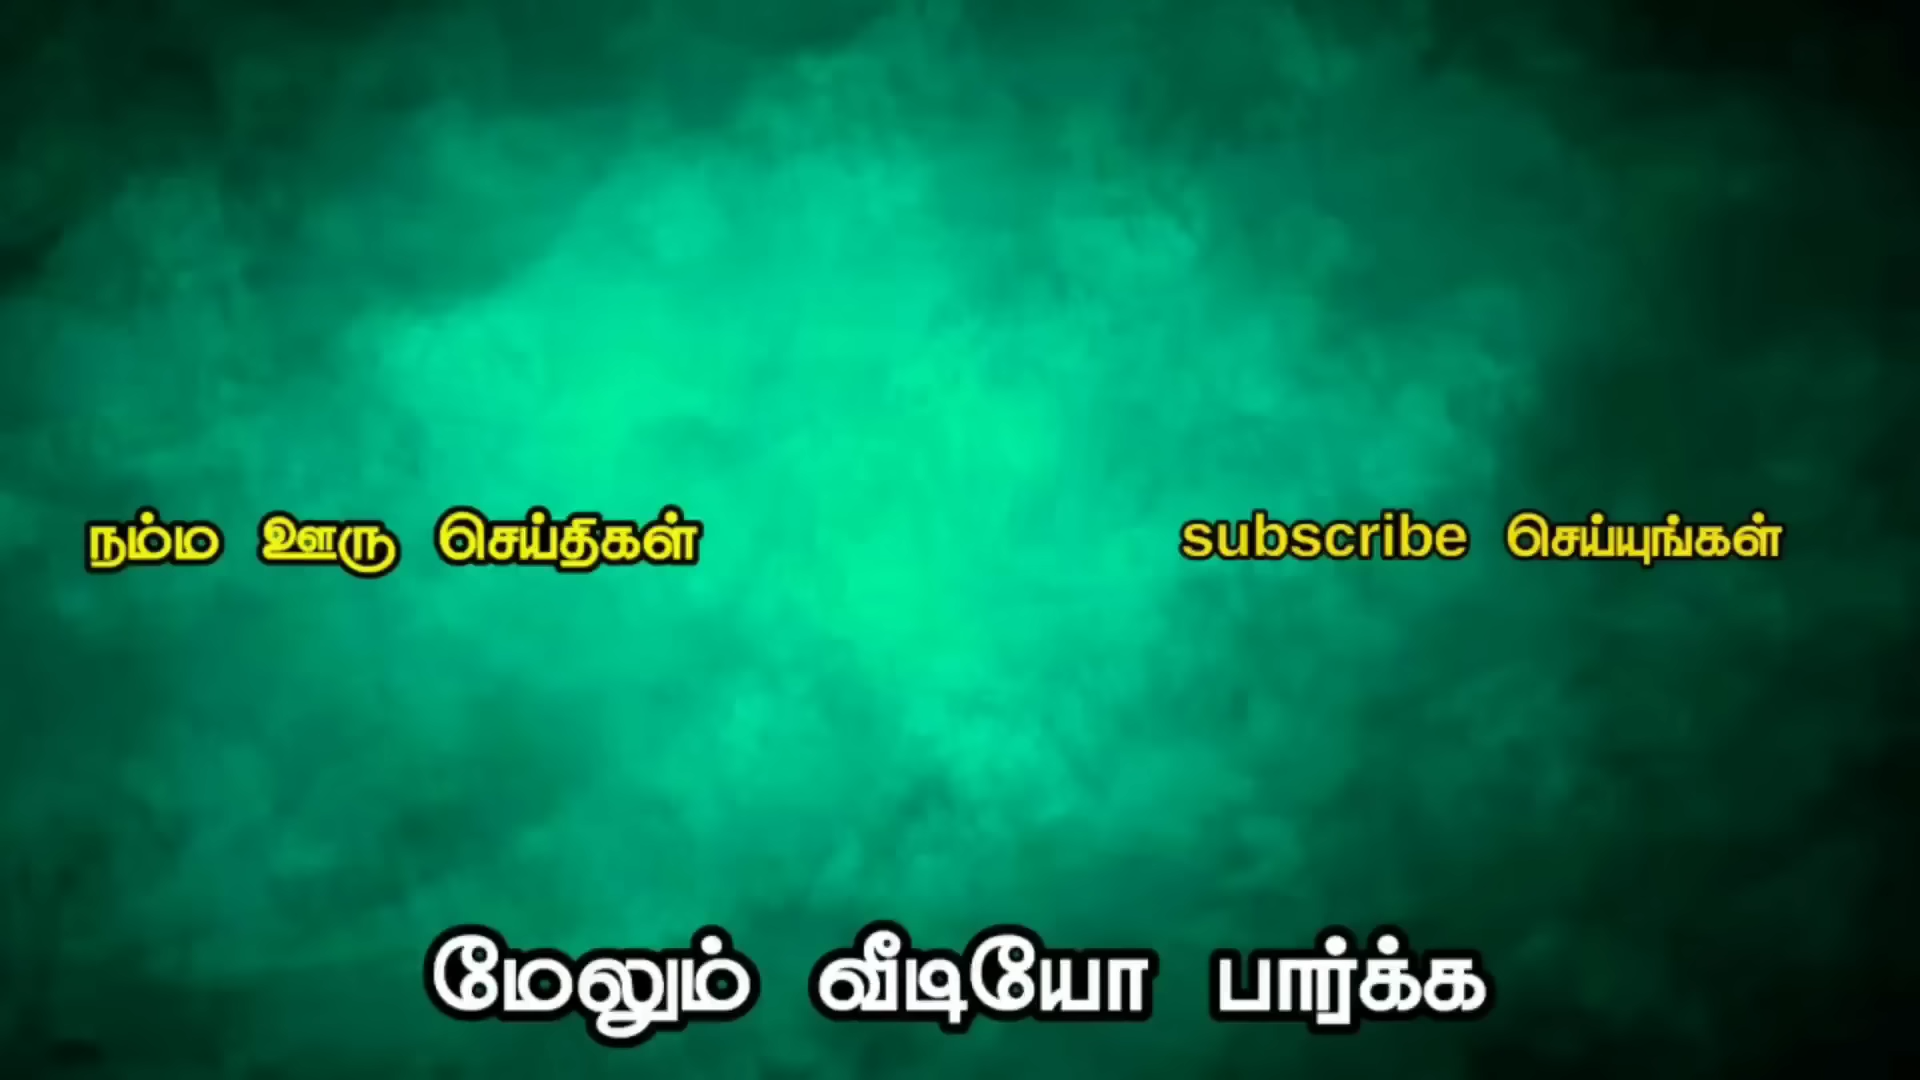 நம்ம ஊரு செய்திகள்
subscribe செய்யுங்கள்
மேலும் வீடியோ பார்க்க